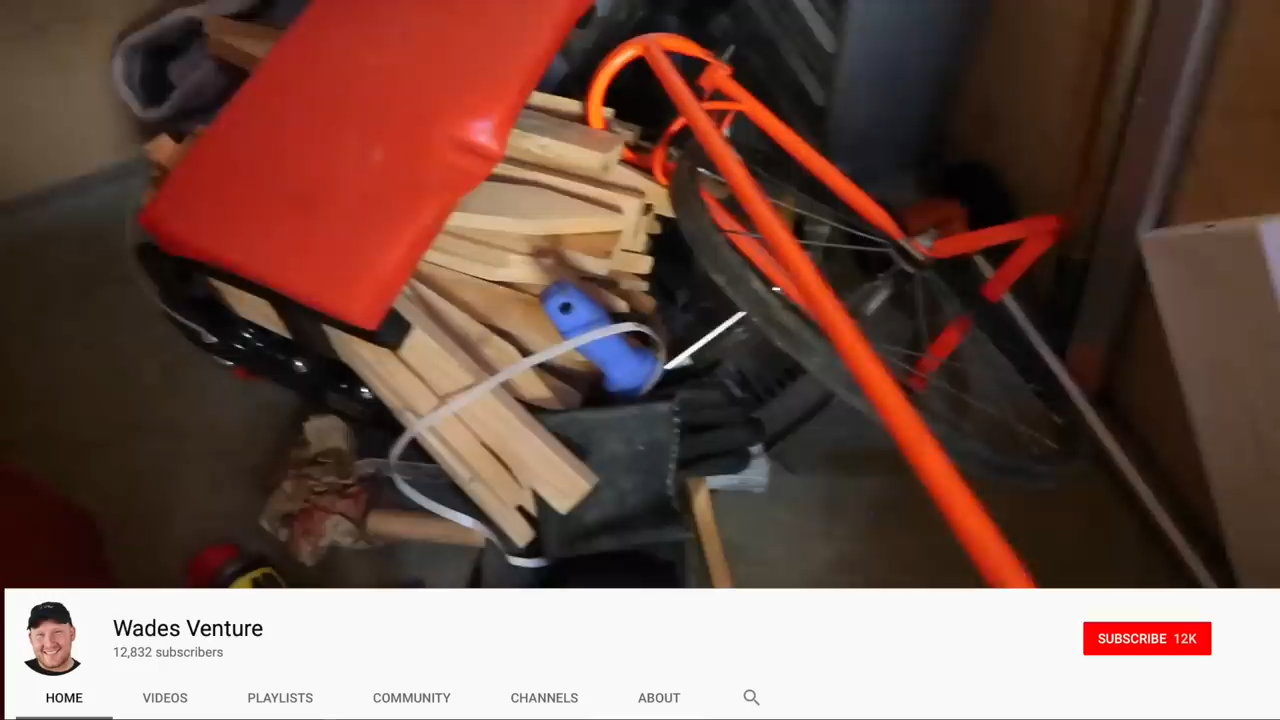 Wades Venture
12,832 subscribers
SUBSCRIBE 12K
HOME VIDEOS PLAYLISTS COMMUNITY CHANNELS ABOUT